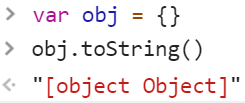 > var obj = {}
> obj.toString()
<· "[object Object]"